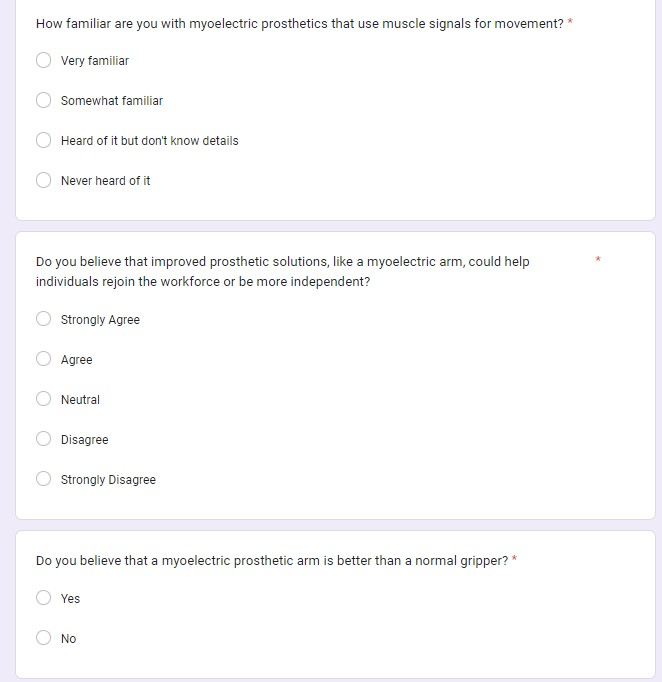 How familiar are you with myoelectric prosthetics that use muscle signals for movement? *
Very familiar
Somewhat familiar
Heard of it but don't know details
Never heard of it
Do you believe that improved prosthetic solutions, like a myoelectric arm, could help *
individuals rejoin the workforce or be more independent?
Strongly Agree
Agree
Neutral
Disagree
Strongly Disagree
Do you believe that a myoelectric prosthetic arm is better than a normal gripper? *
Yes
No